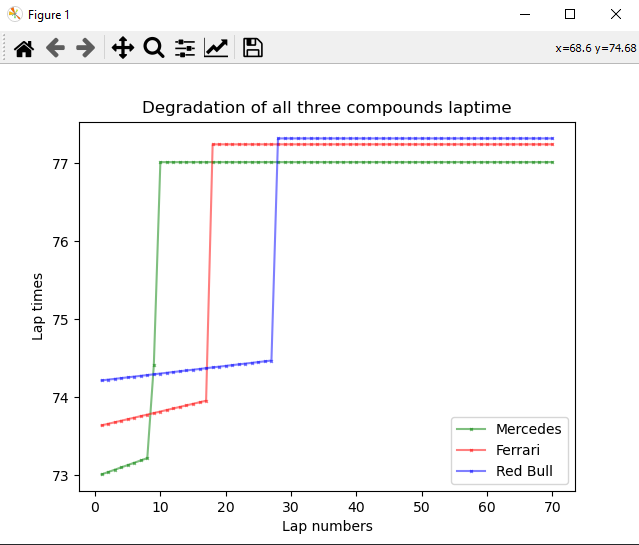 Figure 1
x=68.6 y=74.68
Degradation of all three compounds laptime
77
76
75
74
73
Lap times
0 10 20 30 40 50 60 70
Lap numbers
Mercedes
Ferrari
Red Bull